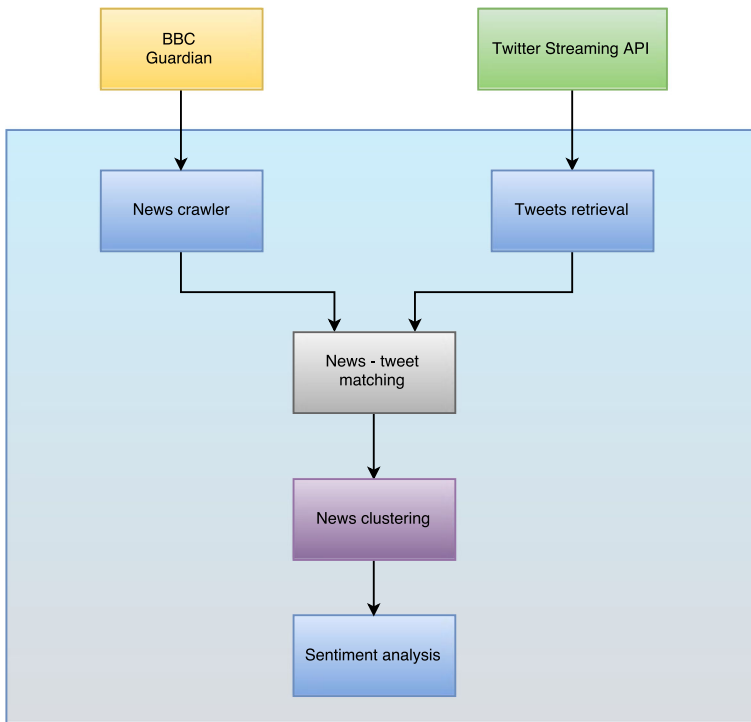 BBC
Guardian
Twitter Streaming API
News crawler
Tweets retrieval
News - tweet
matching
News clustering
Sentiment analysis